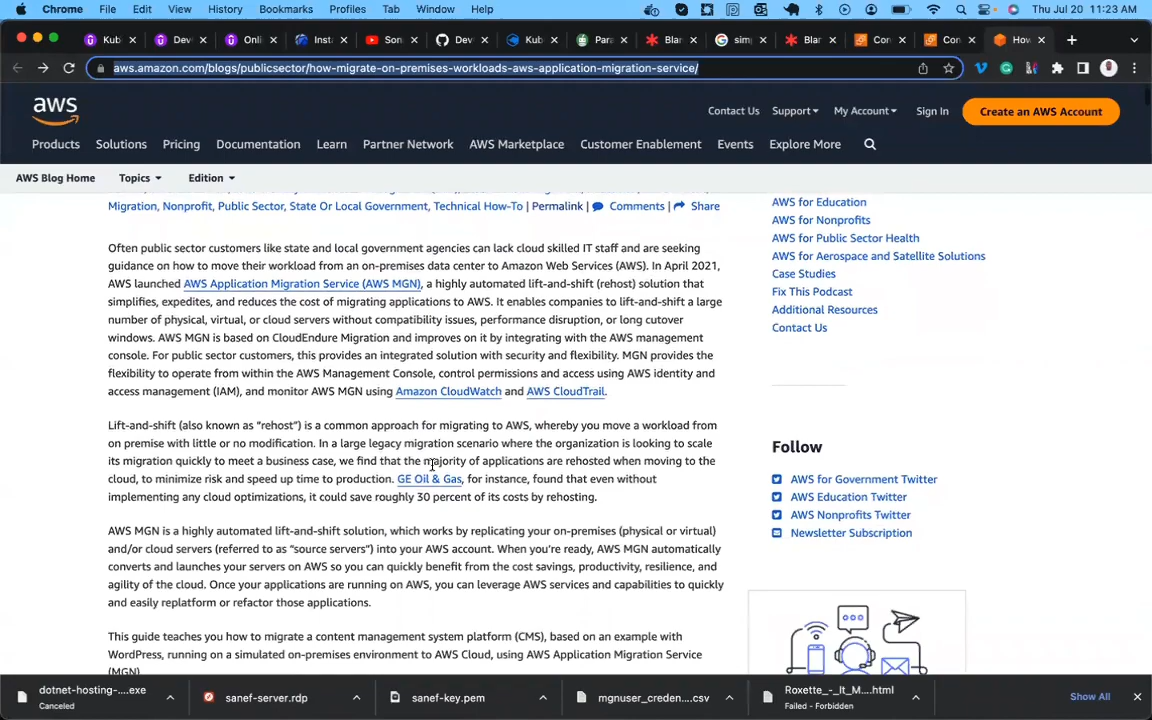 Chrome File Edit View History Bookmarks Profiles Tab Window Help Thu Jul 20 11:23 AM
Kub Dev Onli Inst Son Dev Kub Para Blar sim Blar Con Con How
aws.amazon.com/blogs/publicsector/how-migrate-on-premises-workloads-aws-application-migration-service/
aws
Contact Us Support My Account Sign In Create an AWS Account
Products Solutions Pricing Documentation Learn Partner Network AWS Marketplace Customer Enablement Events Explore More
AWS Blog Home Topics Edition
Migration, Nonprofit, Public Sector, State Or Local Government, Technical How-To | Permalink | Comments | Share
Often public sector customers like state and local government agencies can lack cloud skilled IT staff and are seeking
guidance on how to move their workload from an on-premises data center to Amazon Web Services (AWS). In April 2021,
AWS launched AWS Application Migration Service (AWS MGN), a highly automated lift-and-shift (rehost) solution that
simplifies, expedites, and reduces the cost of migrating applications to AWS. It enables companies to lift-and-shift a large
number of physical, virtual, or cloud servers without compatibility issues, performance disruption, or long cutover
windows. AWS MGN is based on CloudEndure Migration and improves on it by integrating with the AWS management
console. For public sector customers, this provides an integrated solution with security and flexibility. MGN provides the
flexibility to operate from within the AWS Management Console, control permissions and access using AWS identity and
access management (IAM), and monitor AWS MGN using Amazon CloudWatch and AWS CloudTrail.
Lift-and-shift (also known as “rehost”) is a common approach for migrating to AWS, whereby you move a workload from
on premise with little or no modification. In a large legacy migration scenario where the organization is looking to scale
its migration quickly to meet a business case, we find that the majority of applications are rehosted when moving to the
cloud, to minimize risk and speed up time to production. GE Oil & Gas, for instance, found that even without
implementing any cloud optimizations, it could save roughly 30 percent of its costs by rehosting.
AWS MGN is a highly automated lift-and-shift solution, which works by replicating your on-premises (physical or virtual)
and/or cloud servers (referred to as “source servers”) into your AWS account. When you’re ready, AWS MGN automatically
converts and launches your servers on AWS so you can quickly benefit from the cost savings, productivity, resilience, and
agility of the cloud. Once your applications are running on AWS, you can leverage AWS services and capabilities to quickly
and easily replatform or refactor those applications.
This guide teaches you how to migrate a content management system platform (CMS), based on an example with
WordPress, running on a simulated on-premises environment to AWS Cloud, using AWS Application Migration Service
(MGN)
AWS for Education
AWS for Nonprofits
AWS for Public Sector Health
AWS for Aerospace and Satellite Solutions
Case Studies
Fix This Podcast
Additional Resources
Contact Us
Follow
AWS for Government Twitter
AWS Education Twitter
AWS Nonprofits Twitter
Newsletter Subscription
dotnet-hosting-....exe
Canceled
sanef-server.rdp
sanef-key.pem
mgnuser_creden....csv
Roxette_-_It_M....html
Failed - Forbidden
Show All